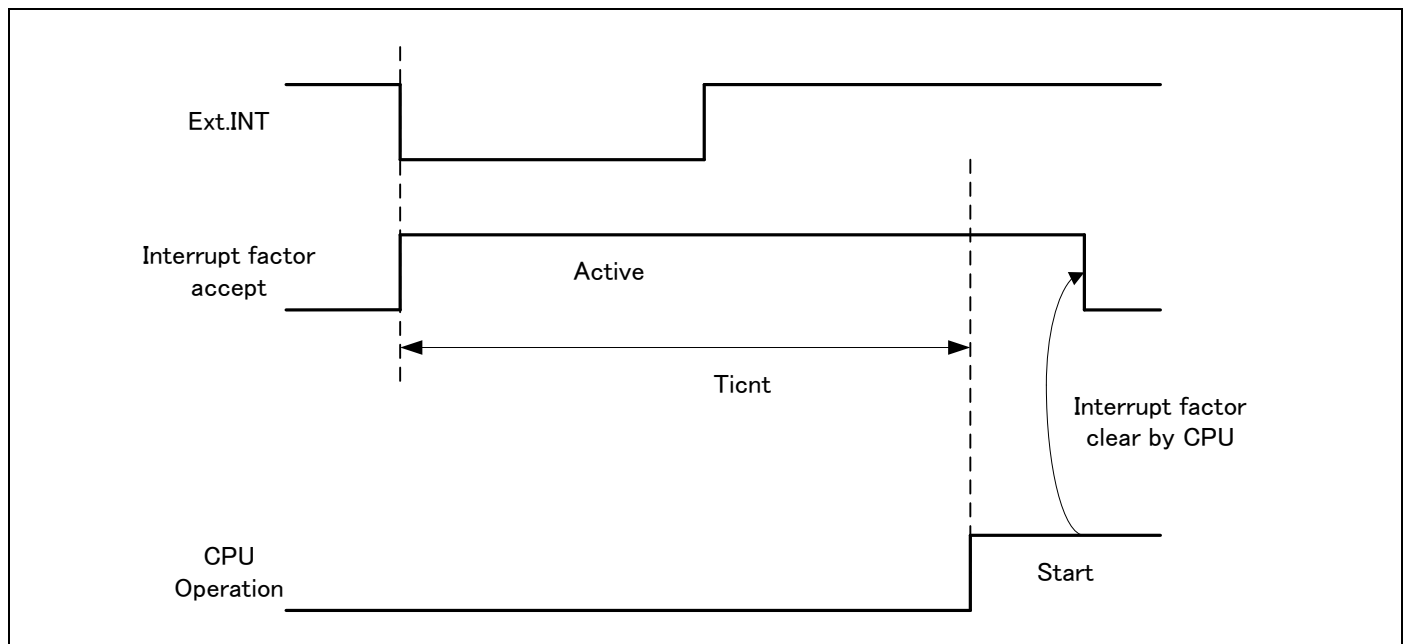 Ext.INT
Interrupt factor
accept
Active
Ticnt
Interrupt factor
clear by CPU
CPU
Operation
Start